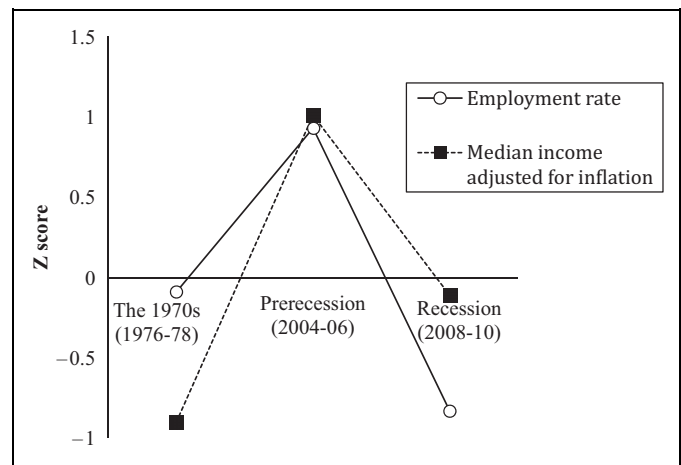 1.5
Employment rate
1
Median income
adjusted for inflation
0.5
Z score
0
The 1970s
(1976-78)
Prerecession
(2004-06)
Recession
(2008-10)
−0.5
−1